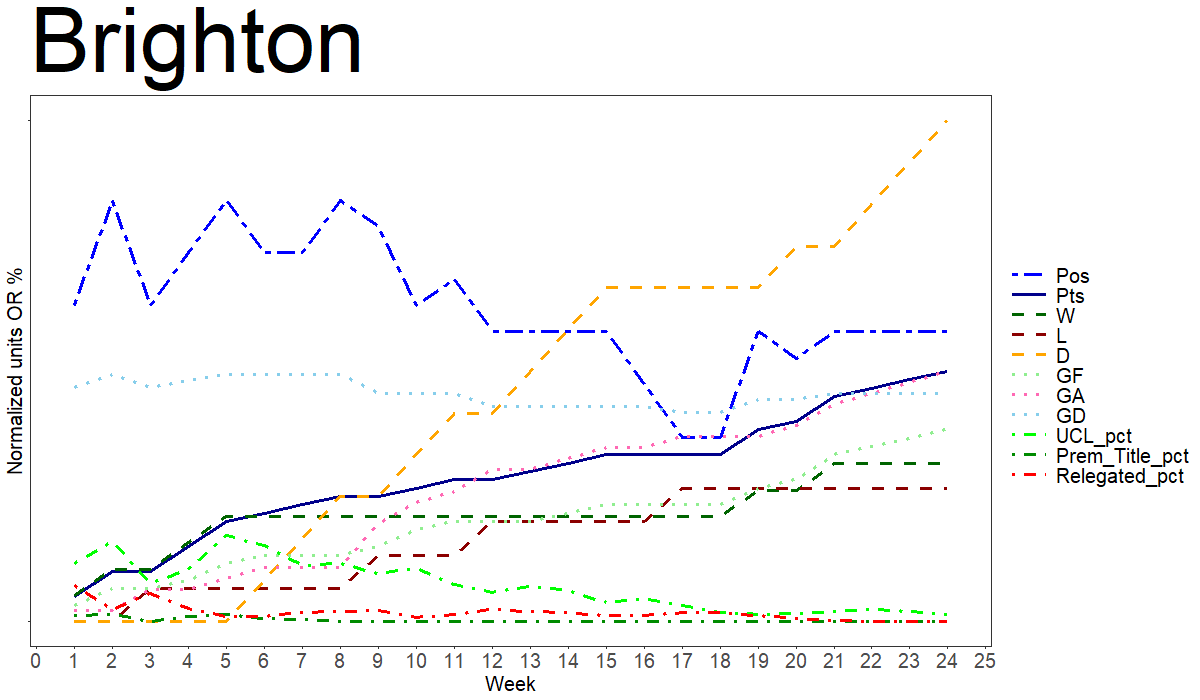 Brighton
Normalized units OR %
Pos
Pts
W
L
D
GF
GA
GD
UCL_pct
Prem_Title_pct
Relegated_pct
0 1 2 3 4 5 6 7 8 9 10 11 12 13 14 15 16 17 18 19 20 21 22 23 24 25
Week